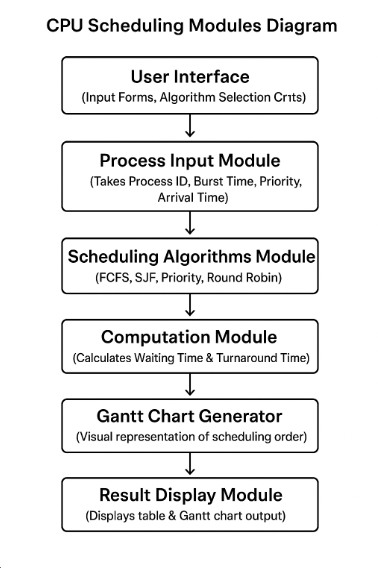 CPU Scheduling Modules Diagram
User Interface
(Input Forms, Algorithm Selection
Process Input Module
(Takes Process ID, Burst Time, Priority,
Arrival Time)
Scheduling Algorithms Module
(FCFS, SJF, Priority, Round Robin)
Computation Module
(Calculates Waiting Time & Turnaround Time)
Gantt Chart Generator
(Visual representation of scheduling order)
Result Display Module
(Displays table & Gantt chart output)